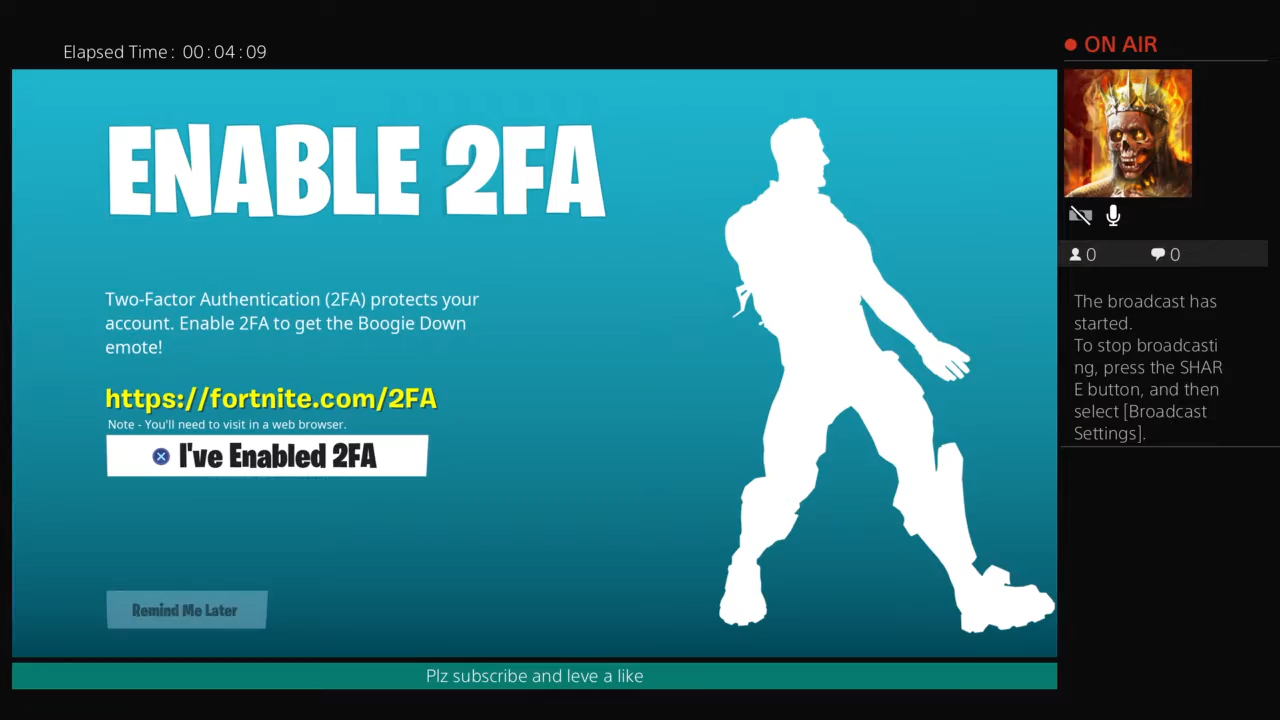 Elapsed Time: 00:04:09
ON AIR
ENABLE 2FA
Two-Factor Authentication (2FA) protects your
account. Enable 2FA to get the Boogie Down
emote!
https://fortnite.com/2FA
Note - You'll need to visit in a web browser.
I've Enabled 2FA
Remind Me Later
0
0
The broadcast has
started.
To stop broadcasti
ng, press the SHAR
E button, and then
select [Broadcast
Settings].
Plz subscribe and leve a like